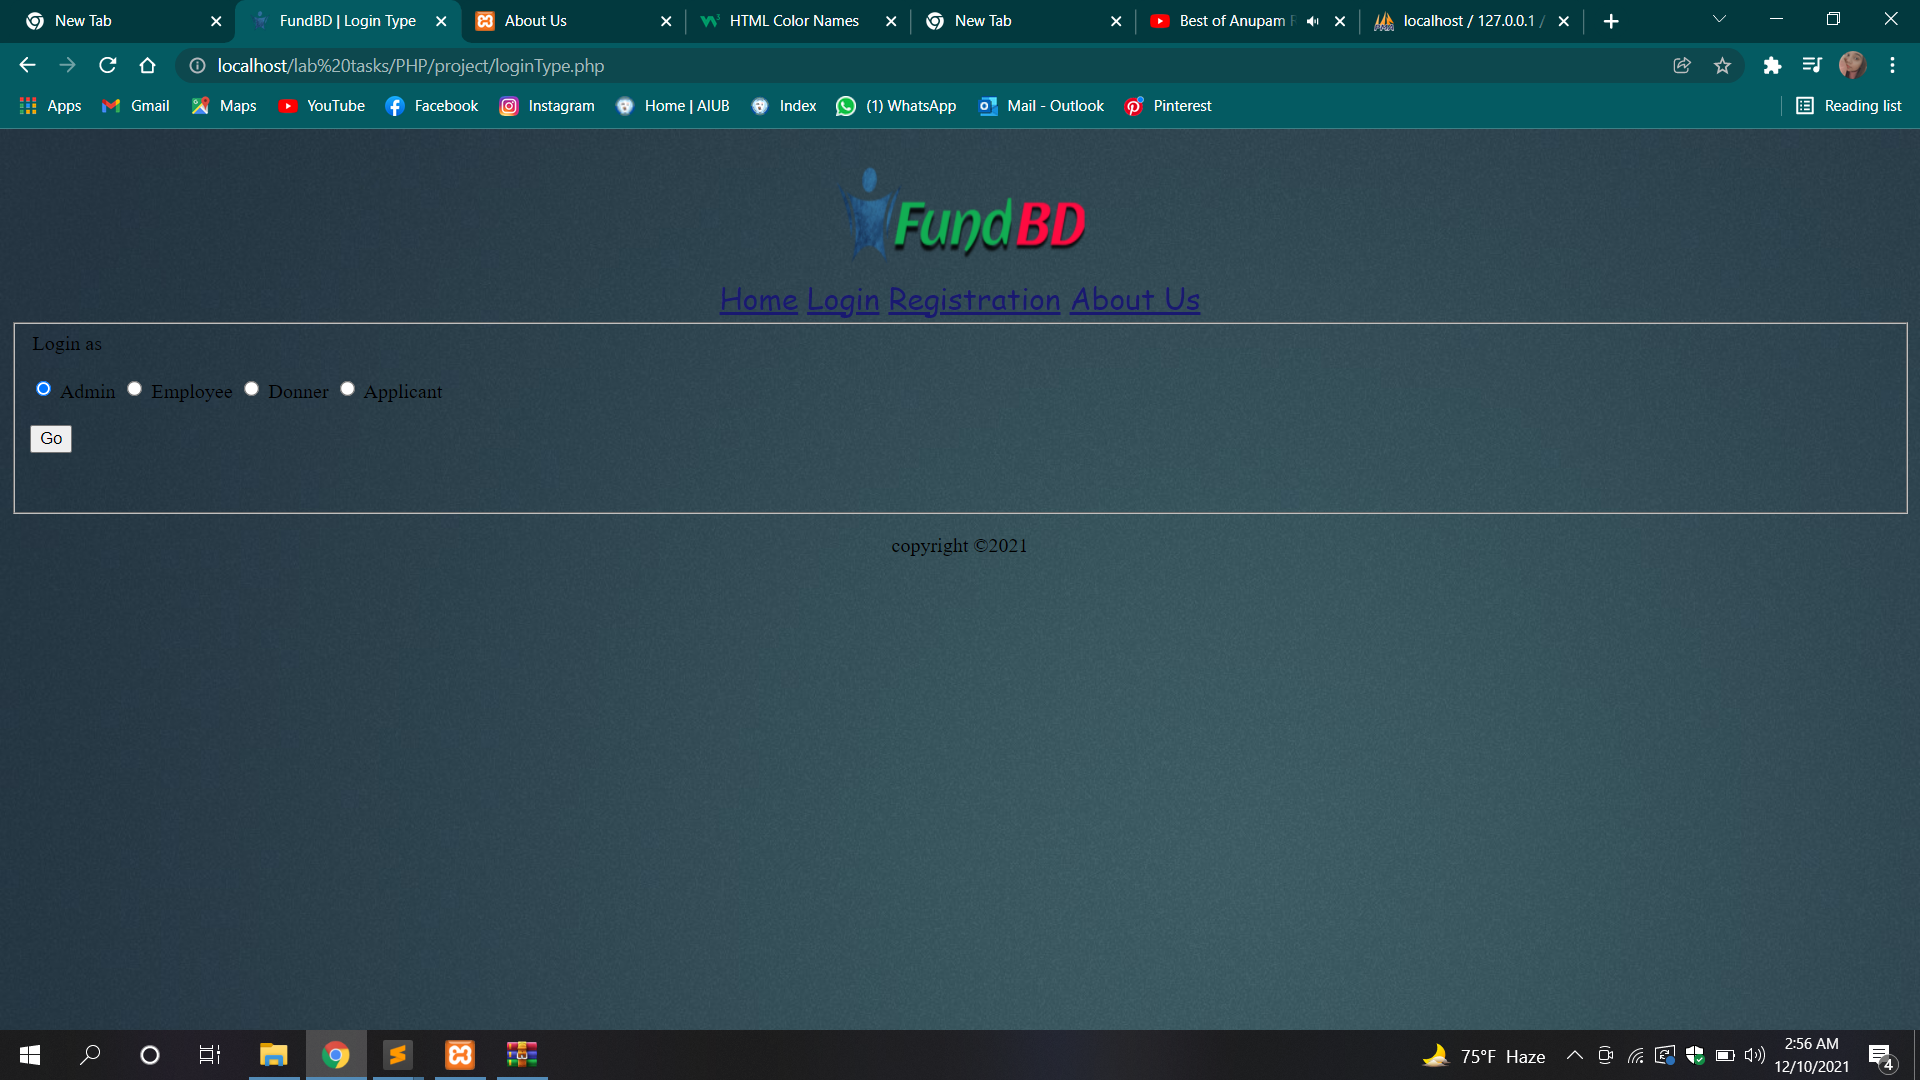 New Tab
FundBD | Login Type
About Us
HTML Color Names
New Tab
Best of Anupam
localhost / 127.0.0.1 /
localhost/lab%20tasks/PHP/project/loginType.php
Apps
Gmail
Maps
YouTube
Facebook
Instagram
Home | AIUB
Index
(1) WhatsApp
Mail - Outlook
Pinterest
Reading list
FundBD
Home Login Registration About Us
Login as
Admin Employee Donner Applicant
Go
copyright ©2021
75°F Haze
2:56 AM
12/10/2021
4